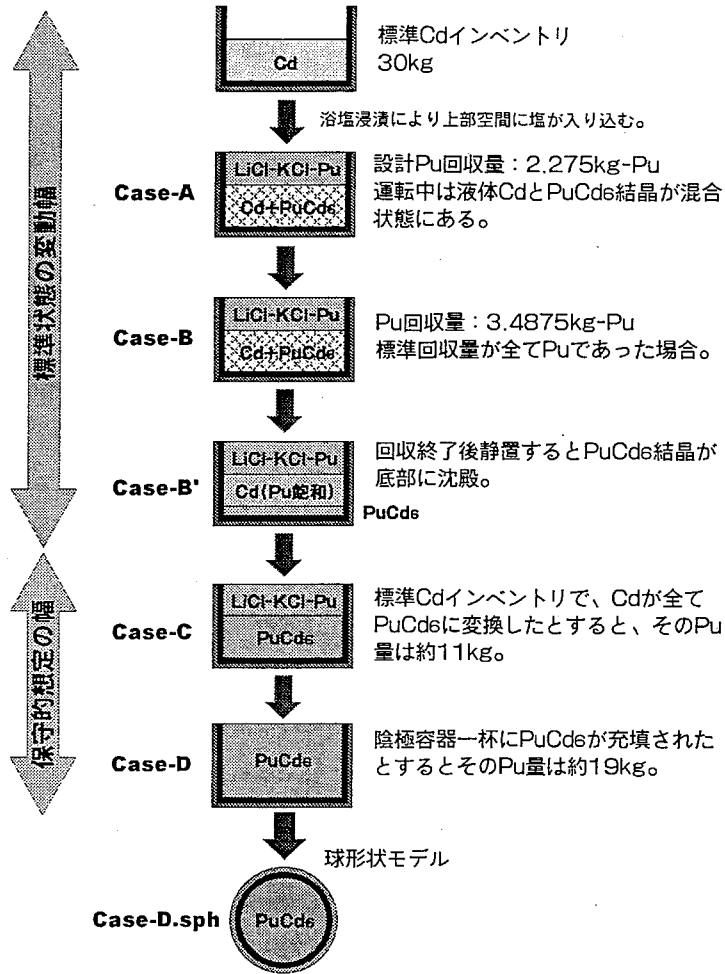 標準Cdインベントリ
30kg
Cd
浴塩浸漬により上部空間に塩が入り込む。
標準状態の変動幅
Case-A
LiCl-KCl-Pu
Cd+PuCd6
設計Pu回収量：2.275kg-Pu
運転中は液体CdとPuCd6結晶が混合
状態にある。
Case-B
LiCl-KCl-Pu
Cd+PuCd6
Pu回収量：3.4875kg-Pu
標準回収量が全てPuであった場合。
Case-B'
LiCl-KCl-Pu
Cd(Pu飽和)
PuCd6
回収終了後静置するとPuCd6結晶が
底部に沈殿。
保守的想定の幅
Case-C
LiCl-KCl-Pu
PuCd6
標準Cdインベントリで、Cdが全て
PuCd6に変換したとすると、そのPu
量は約11kg。
Case-D
PuCd6
陰極容器一杯にPuCd6が充填された
とするとそのPu量は約19kg。
球形状モデル
Case-D.sph
PuCd6